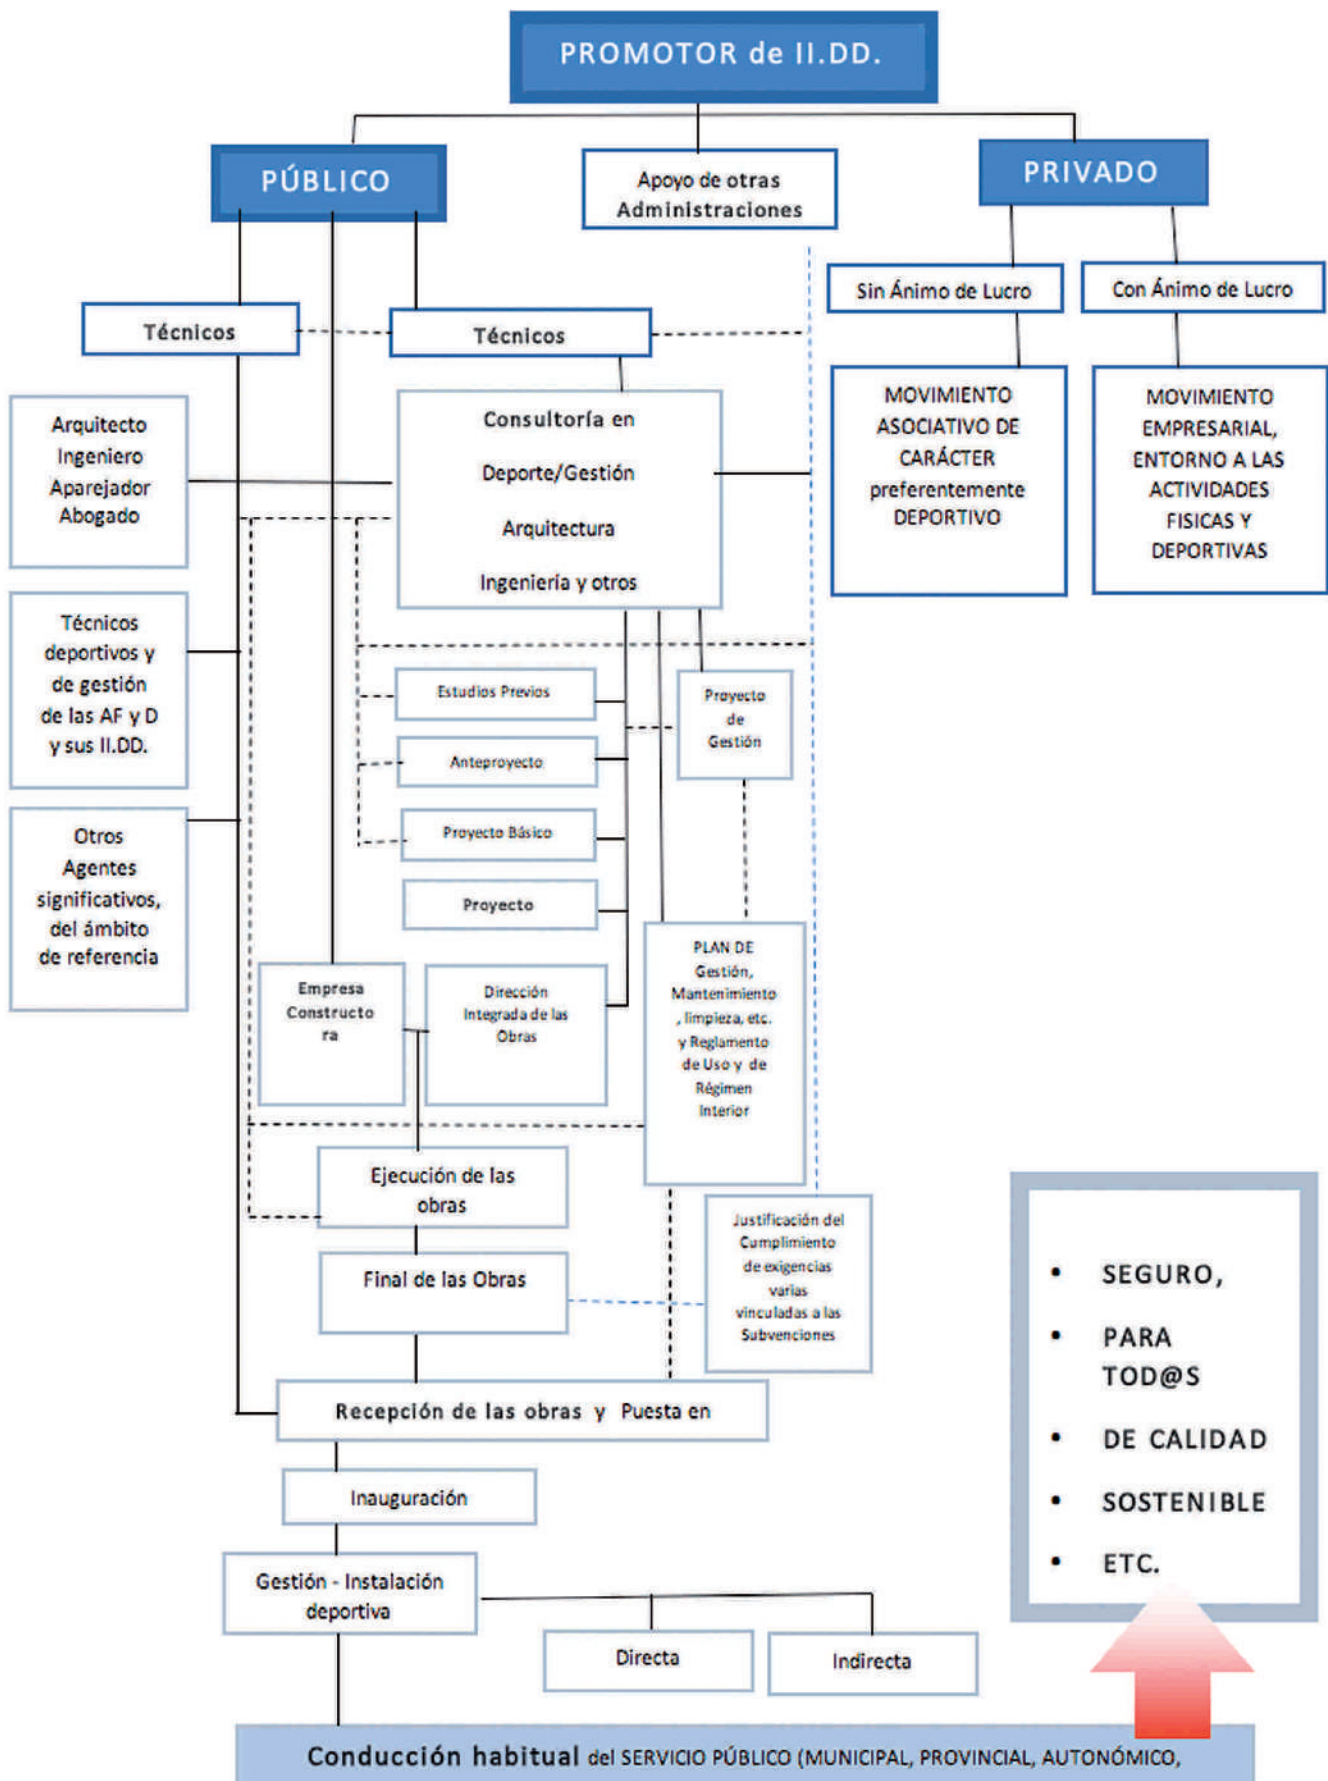 PROMOTOR de II.DD.
PÚBLICO
Apoyo de otras
Administraciones
PRIVADO
Sin Ánimo de Lucro
Con Ánimo de Lucro
Técnicos
Técnicos
MOVIMIENTO
ASOCIATIVO DE
CARÁCTER
preferentemente
DEPORTIVO
MOVIMIENTO
EMPRESARIAL,
ENTORNO A LAS
ACTIVIDADES
FISICAS Y
DEPORTIVAS
Arquitecto
Ingeniero
Aparejador
Abogado
Consultoría en
Deporte/Gestión
Arquitectura
Ingeniería y otros
Técnicos
deportivos y
de gestión
de las AF y D
y sus II.DD.
Estudios Previos
Anteproyecto
Proyecto Básico
Proyecto
Proyecto
de
Gestión
Otros
Agentes
significativos,
del ámbito
de referencia
Empresa
Constructo
ra
Dirección
Integrada de las
Obras
PLAN DE
Gestión,
Mantenimiento
, limpieza, etc.
y Reglamento
de Uso y de
Régimen
Interior
Ejecución de las
obras
Final de las Obras
Justificación del
Cumplimiento
de exigencias
varias
vinculadas a las
Subvenciones
• SEGURO,
• PARA
TOD@S
• DE CALIDAD
• SOSTENIBLE
• ETC.
Recepción de las obras y Puesta en
Inauguración
Gestión - Instalación
deportiva
Directa
Indirecta
Conducción habitual del SERVICIO PÚBLICO (MUNICIPAL, PROVINCIAL, AUTONÓMICO,